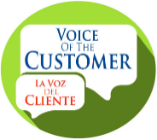 VOICE
OF THE
CUSTOMER
LA VOZ
DEL
CLIENTE